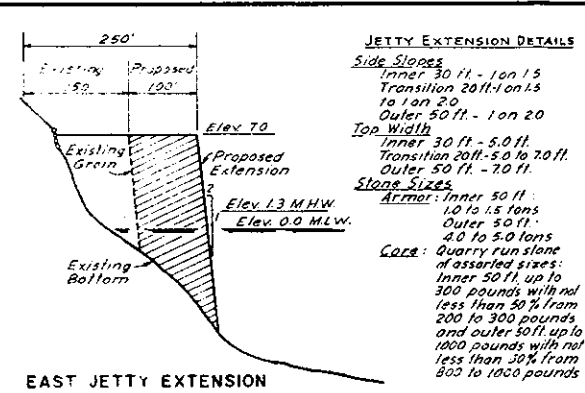 250'
Existing
150
Proposed
100'
Elev. 7.0
Existing
Groin
Proposed
Extension
2
1
Elev. 1.3 M.H.W.
Elev. 0.0 M.L.W.
Existing
Bottom
EAST JETTY EXTENSION
JETTY EXTENSION DETAILS
Side Slopes
Inner 30 ft. - 1 on 1.5
Transition 20 ft.-1 on 1.5
to 1 on 2.0
Outer 50 ft. - 1 on 2.0
Top Width
Inner 30 ft. - 5.0 ft.
Transition 20 ft.-5.0 to 7.0 ft.
Outer 50 ft. - 7.0 ft.
Stone Sizes
Armor: Inner 50 ft.:
1.0 to 1.5 tons
Outer 50 ft.:
4.0 to 5.0 tons
Core: Quarry run stone
of assorted sizes:
Inner 50 ft. up to
300 pounds with not
less than 50% from
200 to 300 pounds
and outer 50 ft. up to
1000 pounds with not
less than 50% from
800 to 1000 pounds